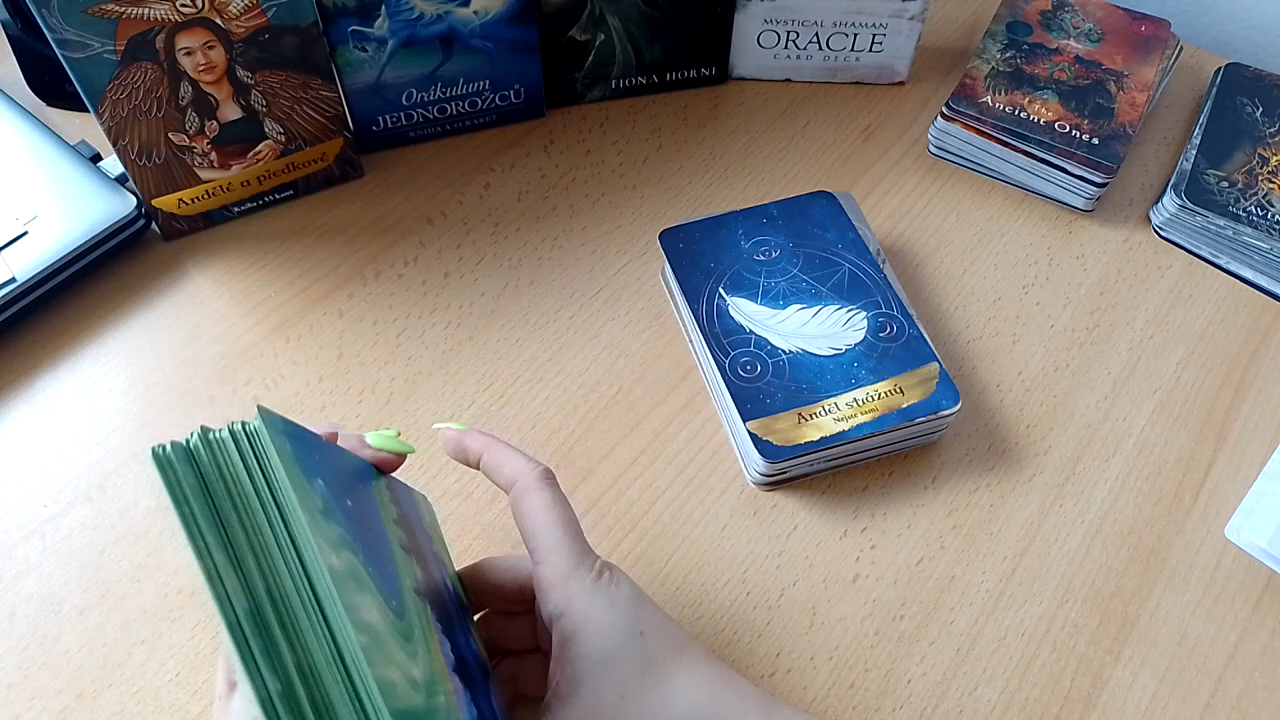 Andělé a předkové
Kniha a 44 karet
Orákulum
JEDNOROŽCŮ
KNIHA A 44 KARET
FIONA HORNE
MYSTICAL SHAMAN
ORACLE
CARD DECK
The
Ancient Ones
Anděl strážný
Nejste sami